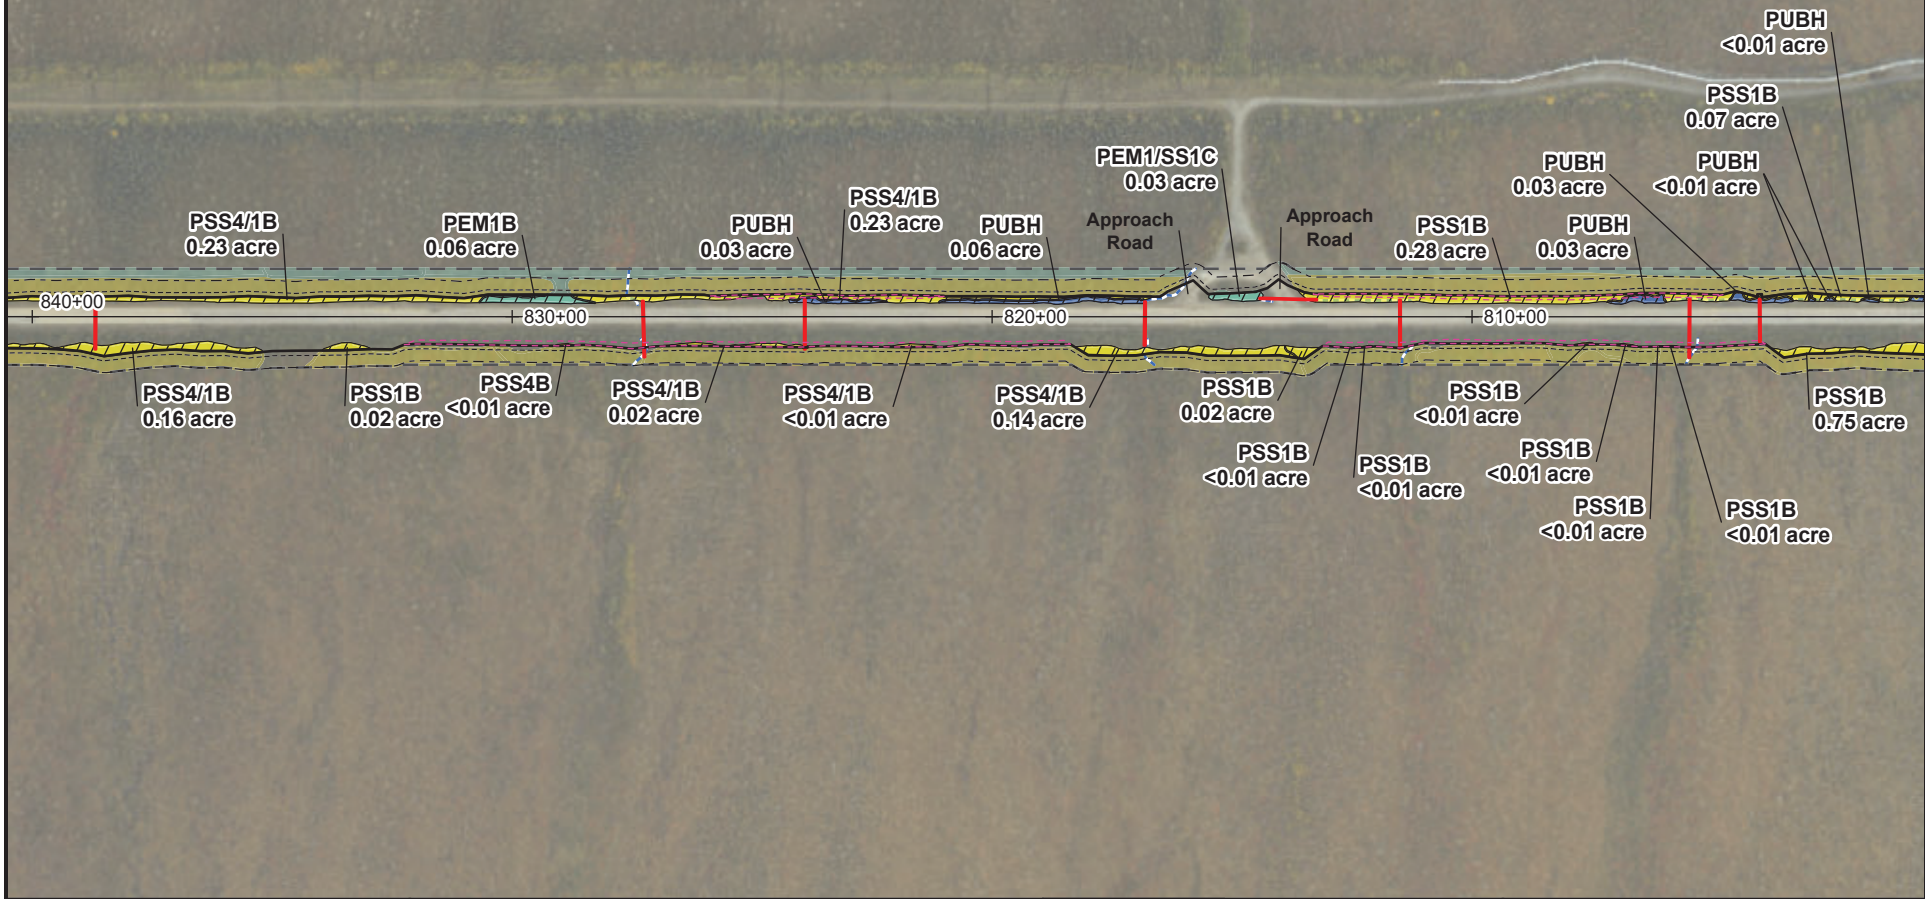 PUBH
<0.01 acre
PSS1B
0.07 acre
PUBH
<0.01 acre
PUBH
0.03 acre
PEM1/SS1C
0.03 acre
PSS4/1B
0.23 acre
PEM1B
0.06 acre
PUBH
0.03 acre
PSS4/1B
0.23 acre
PUBH
0.06 acre
Approach
Road
Approach
Road
PSS1B
0.28 acre
PUBH
0.03 acre
840+00
830+00
820+00
810+00
PSS4/1B
0.16 acre
PSS1B
0.02 acre
PSS4B
<0.01 acre
PSS4/1B
0.02 acre
PSS4/1B
<0.01 acre
PSS4/1B
0.14 acre
PSS1B
0.02 acre
PSS1B
<0.01 acre
PSS1B
0.75 acre
PSS1B
<0.01 acre
PSS1B
<0.01 acre
PSS1B
<0.01 acre
PSS1B
<0.01 acre
PSS1B
<0.01 acre